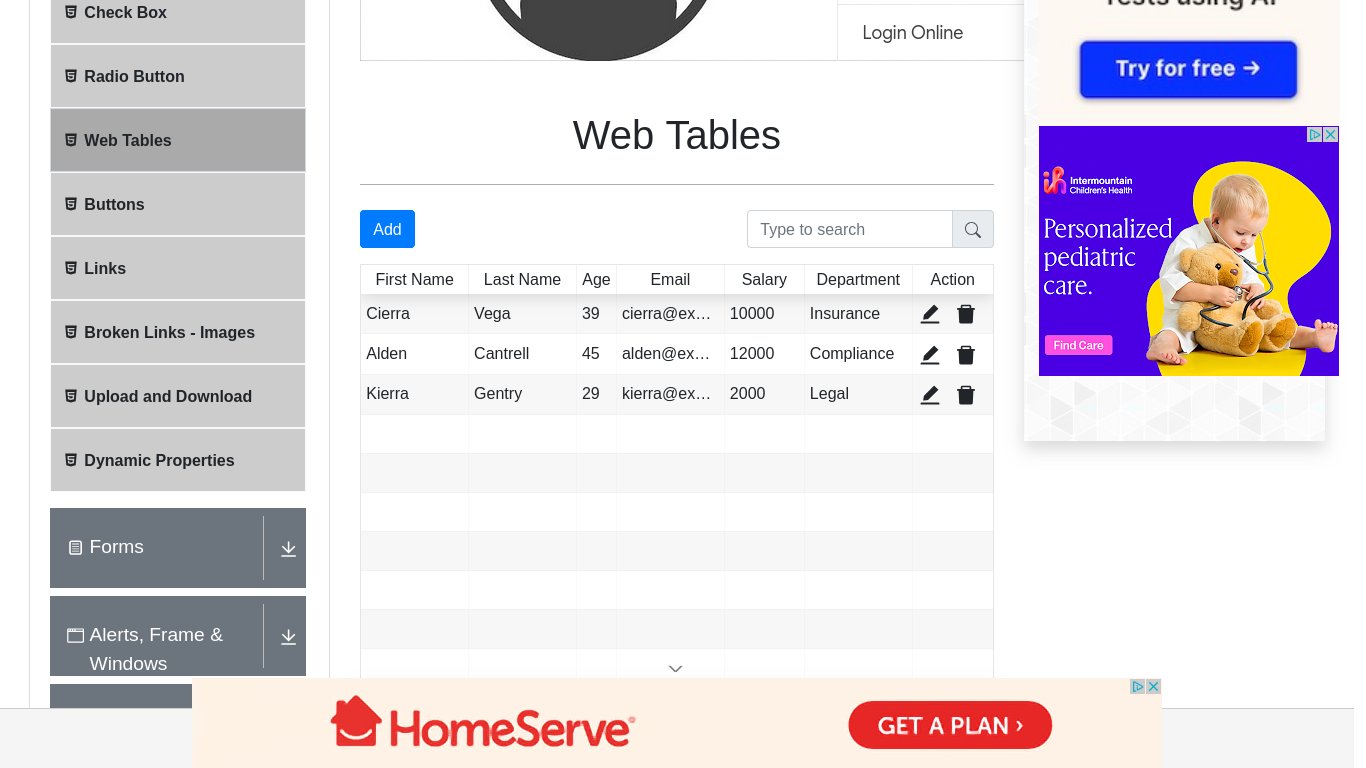 Check Box
Radio Button
Web Tables
Buttons
Links
Broken Links - Images
Upload and Download
Dynamic Properties
Forms
Alerts, Frame &
Windows
Login Online
Web Tables
Add
Type to search
First Name Last Name Age Email Salary Department Action
Cierra Vega 39 cierra@ex… 10000 Insurance
Alden Cantrell 45 alden@ex… 12000 Compliance
Kierra Gentry 29 kierra@ex… 2000 Legal
Tests using AI
Try for free →
Intermountain
Children's Health
Personalized
pediatric
care.
Find Care
HomeServe®
GET A PLAN ›